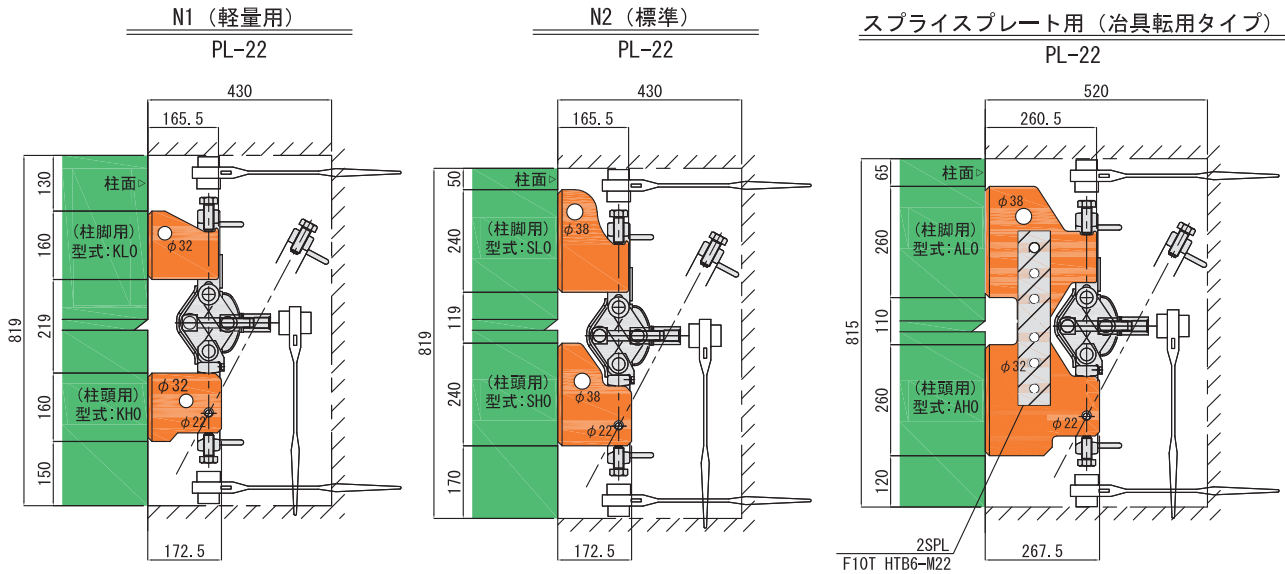 N1 (軽量用)
PL-22
430
165.5
819
130
160
219
160
150
柱面▷
(柱脚用)
型式:KL0
φ32
(柱頭用)
型式:KH0
φ32
φ22
172.5
N2 (標準)
PL-22
430
165.5
819
50
240
119
240
170
柱面▷
(柱脚用)
型式:SL0
φ38
(柱頭用)
型式:SH0
φ38
φ22
172.5
スプライスプレート用 (冶具転用タイプ)
PL-22
520
260.5
815
65
260
110
260
120
柱面▷
(柱脚用)
型式:AL0
φ38
(柱頭用)
型式:AH0
φ32
φ22
267.5
2SPL
F10T HTB6-M22